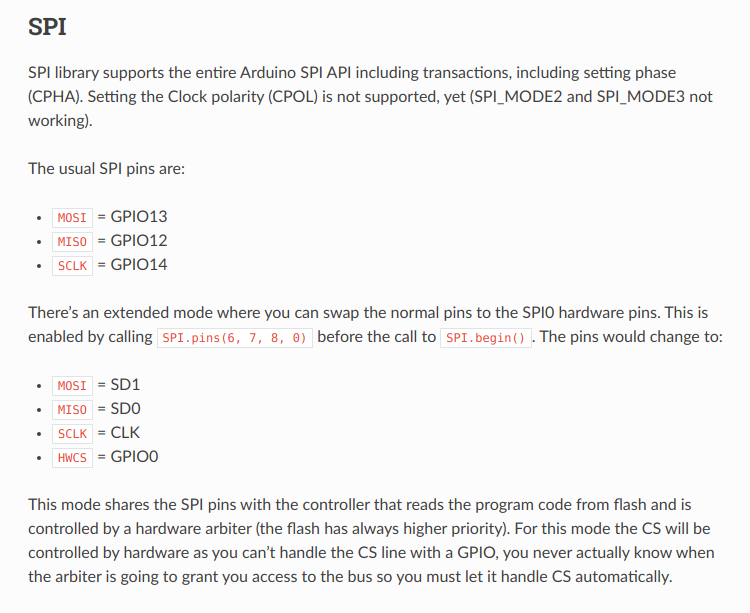 SPI
SPI library supports the entire Arduino SPI API including transactions, including setting phase
(CPHA). Setting the Clock polarity (CPOL) is not supported, yet (SPI_MODE2 and SPI_MODE3 not
working).
The usual SPI pins are:
• MOSI = GPIO13
• MISO = GPIO12
• SCLK = GPIO14
There’s an extended mode where you can swap the normal pins to the SPI0 hardware pins. This is
enabled by calling SPI.pins(6, 7, 8, 0) before the call to SPI.begin() . The pins would change to:
• MOSI = SD1
• MISO = SD0
• SCLK = CLK
• HWCS = GPIO0
This mode shares the SPI pins with the controller that reads the program code from flash and is
controlled by a hardware arbiter (the flash has always higher priority). For this mode the CS will be
controlled by hardware as you can’t handle the CS line with a GPIO, you never actually know when
the arbiter is going to grant you access to the bus so you must let it handle CS automatically.